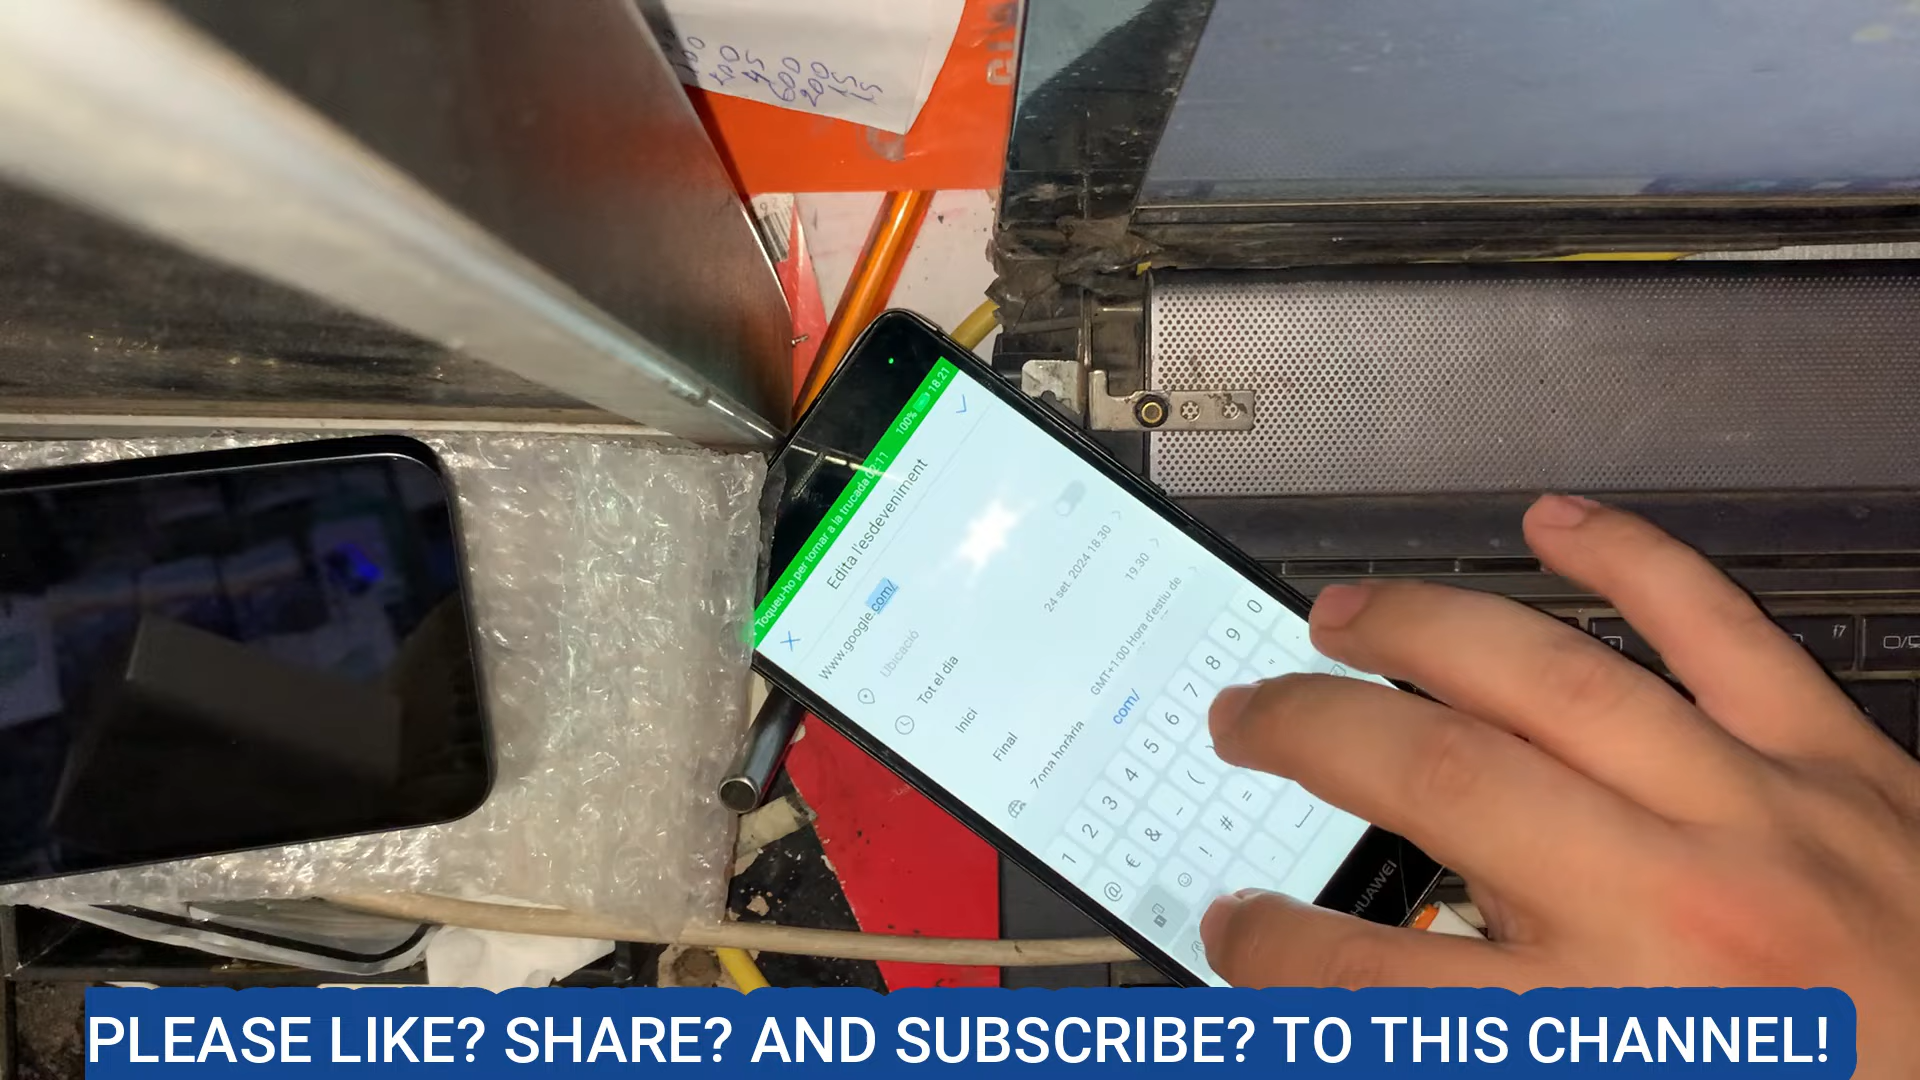 200
45
600
200
15
15
Toqueu-ho per tornar a la trucada 02:11
100% 18.21
Edita l'esdeveniment
www.google.com/
Ubicació
Tot el dia
Inici
24 set. 2024 18.30
Final
19.30
Zona horària
GMT+1:00 Hora d'estiu de
com/
1 2 3 4 5 6 7 8 9 0
@ € & - (
! # =
HUAWEI
f7
PLEASE LIKE? SHARE? AND SUBSCRIBE? TO THIS CHANNEL!